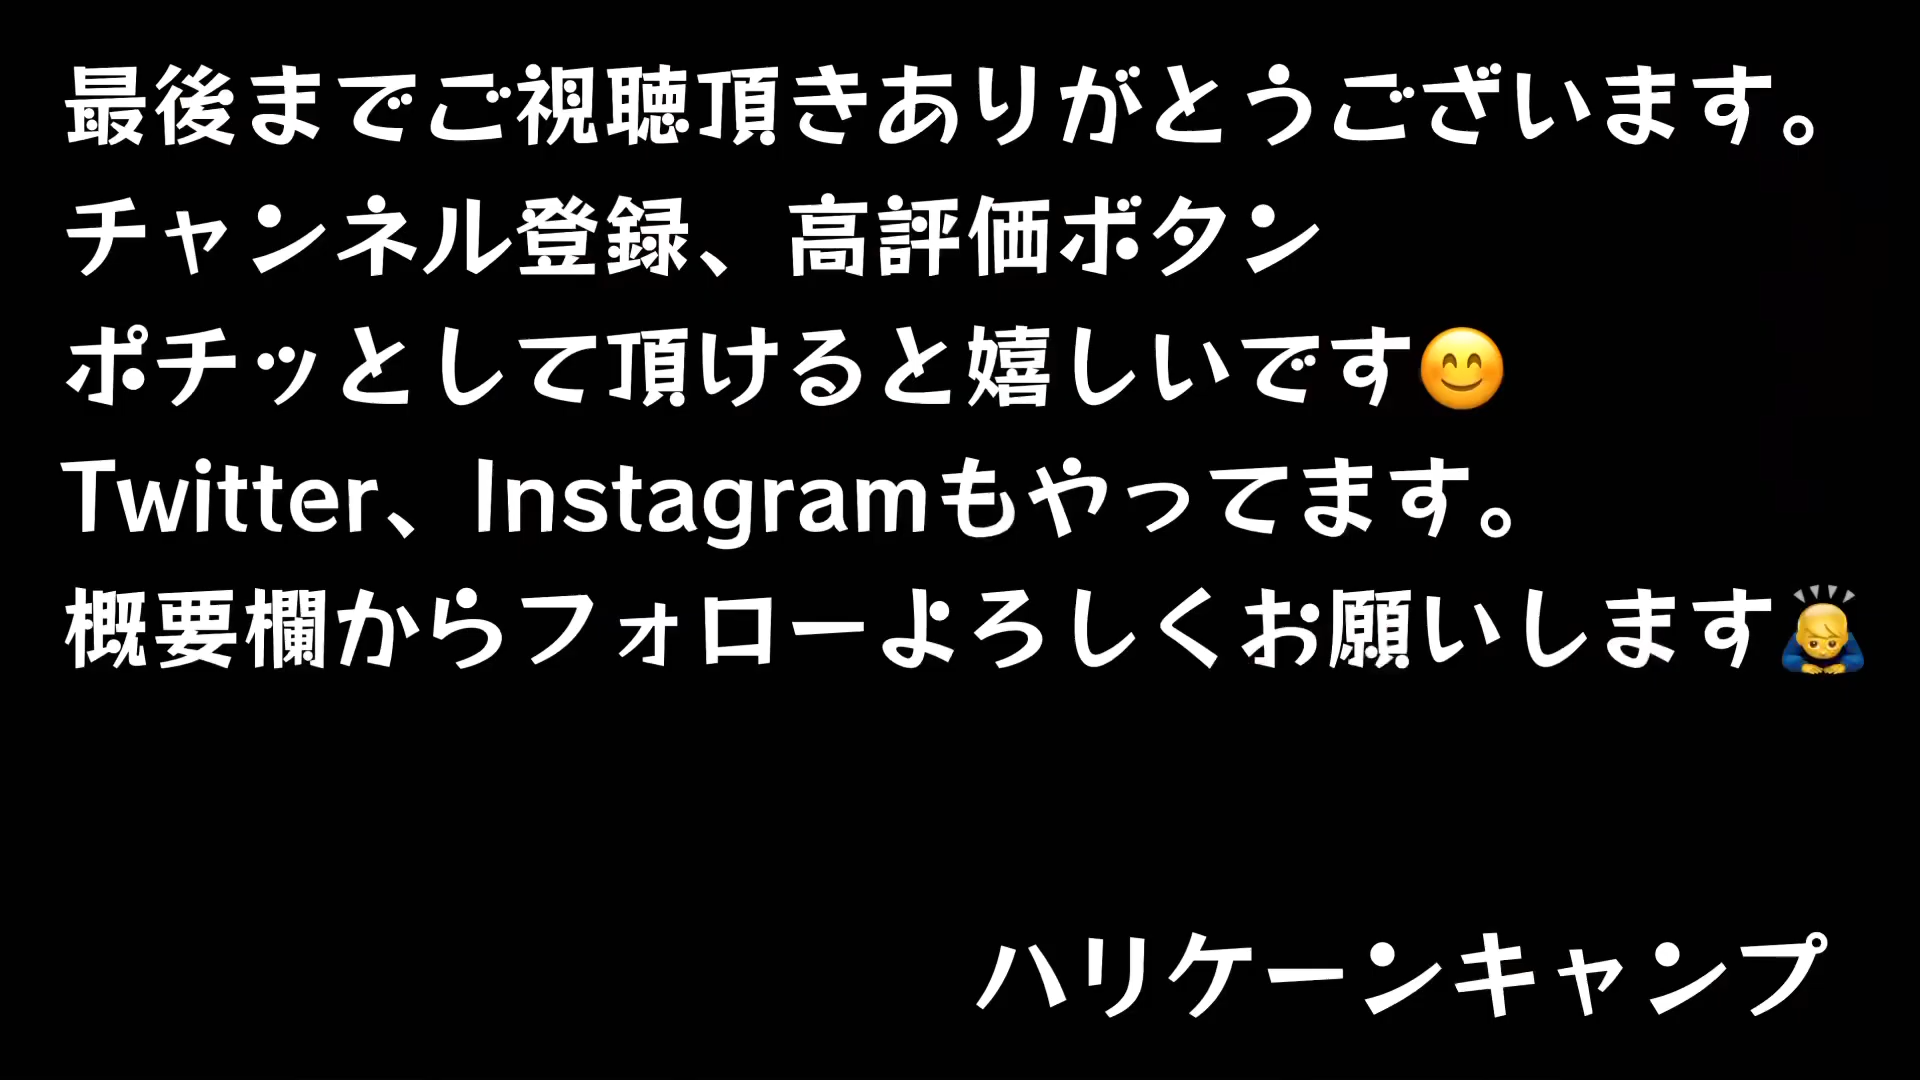 最後までご視聴頂きありがとうございます。
チャンネル登録、高評価ボタン
ポチッとして頂けると嬉しいです😊
Twitter、Instagramもやってます。
概要欄からフォローよろしくお願いします🙇
ハリケーンキャンプ